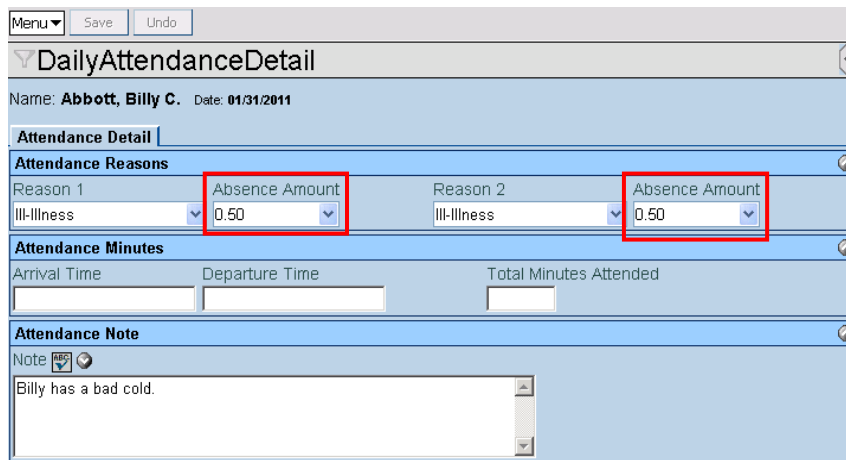 Menu Save Undo
DailyAttendanceDetail
Name: Abbott, Billy C. Date: 01/31/2011
Attendance Detail
Attendance Reasons
Reason 1 Absence Amount Reason 2 Absence Amount
Ill-Illness 0.50 Ill-Illness 0.50
Attendance Minutes
Arrival Time Departure Time Total Minutes Attended
Attendance Note
Note ABC
Billy has a bad cold.